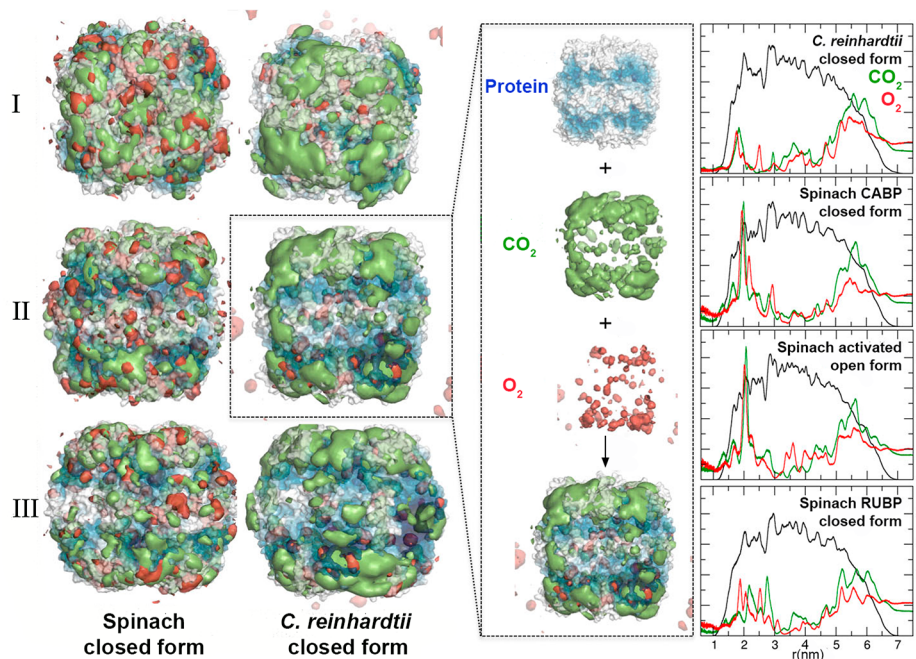 I
II
III
Spinach
closed form
C. reinhardtii
closed form
Protein
+
CO₂
+
O₂
C. reinhardtii
closed form
CO₂
O₂
Spinach CABP
closed form
Spinach activated
open form
Spinach RUBP
closed form
1 2 3 4 5 6 7
r(nm)